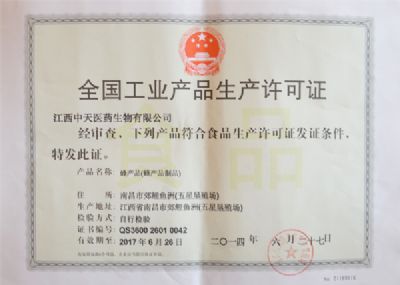 全国工业产品生产许可证
江西中天医药生物有限公司
经审查，下列产品符合食品生产许可证发证条件，
特发此证。
食品
产品名称 蜂产品(蜂产品制品)
住所： 南昌市郊鲤鱼洲(五星垦殖场)
生产地址： 江西省南昌市郊鲤鱼洲(五星垦殖场)
检验方式： 自行检验
证书编号： QS3600 2601 0042
有效期至： 2017年6月26日
二〇一四年 六月二十七日